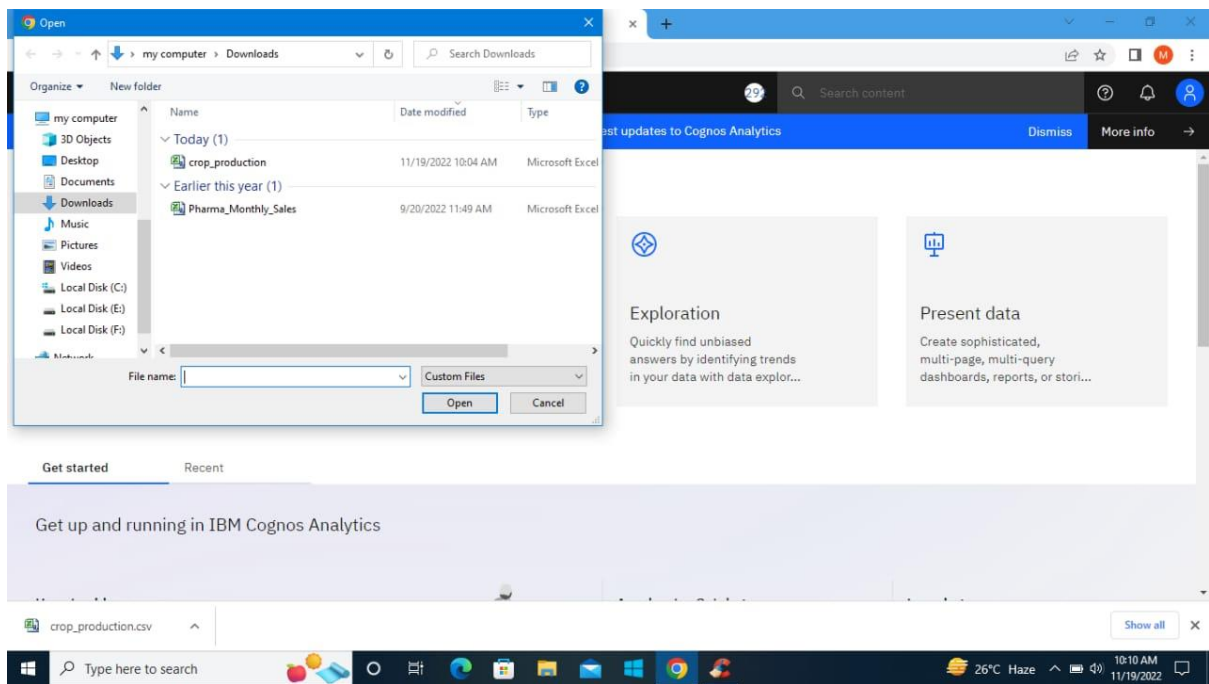 Open
my computer > Downloads
Search Downloads
Organize
New folder
my computer
3D Objects
Desktop
Documents
Downloads
Music
Pictures
Videos
Local Disk (C:)
Local Disk (E:)
Local Disk (F:)
Network
Name Date modified Type
Today (1)
crop_production 11/19/2022 10:04 AM Microsoft Excel
Earlier this year (1)
Pharma_Monthly_Sales 9/20/2022 11:49 AM Microsoft Excel
File name:
Custom Files
Open Cancel
M
Search content
est updates to Cognos Analytics
Dismiss More info
Exploration
Quickly find unbiased
answers by identifying trends
in your data with data explor...
Present data
Create sophisticated,
multi-page, multi-query
dashboards, reports, or stori...
Get started Recent
Get up and running in IBM Cognos Analytics
crop_production.csv
Show all
Type here to search
26°C Haze
10:10 AM
11/19/2022